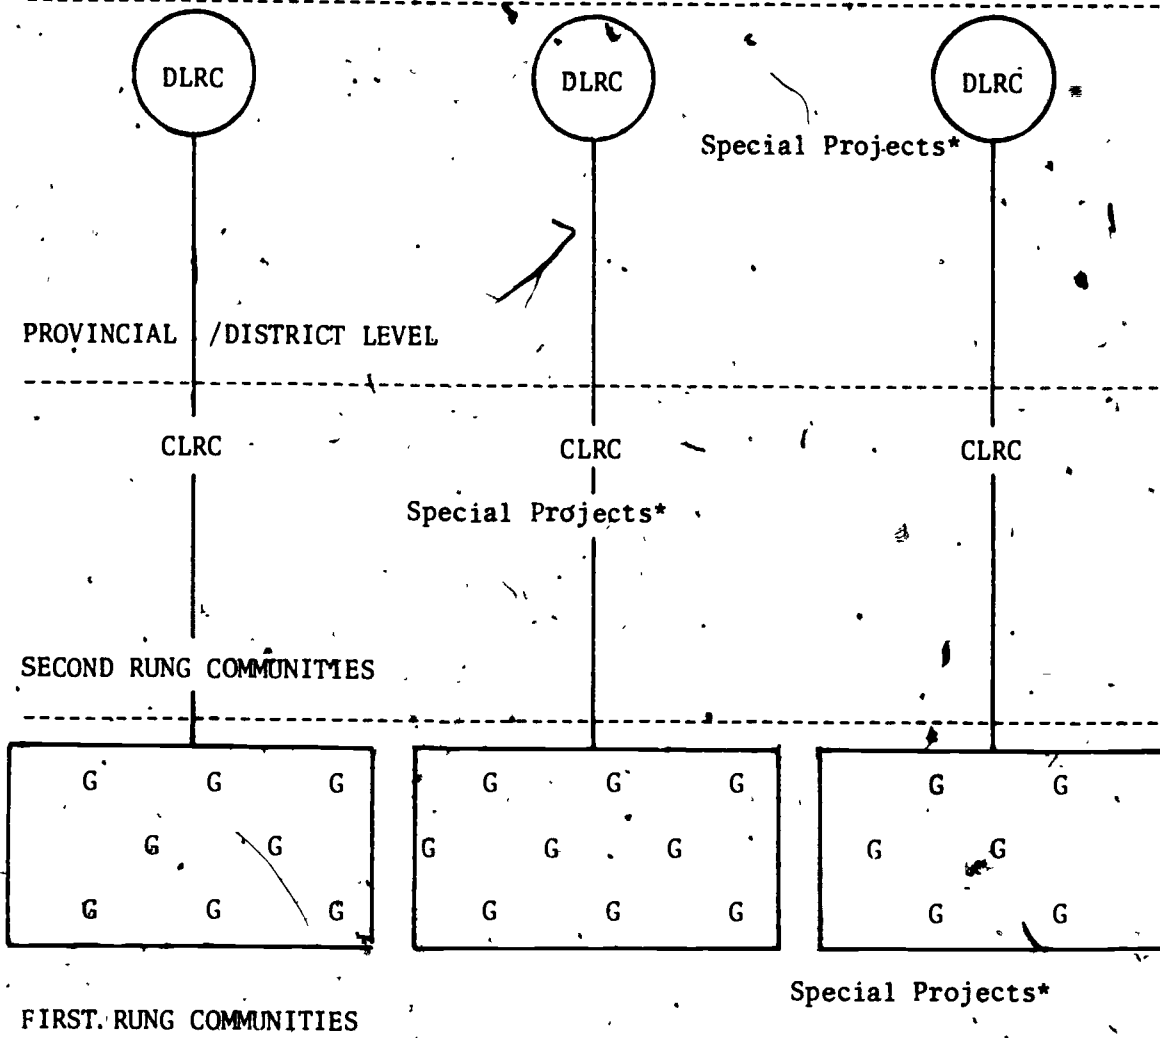 DLRC DLRC DLRC
Special Projects*
PROVINCIAL /DISTRICT LEVEL
CLRC CLRC CLRC
Special Projects*
SECOND RUNG COMMUNITIES
G G G G G G G G
G G G G G G G
G G G G G G G G
Special Projects*
FIRST RUNG COMMUNITIES